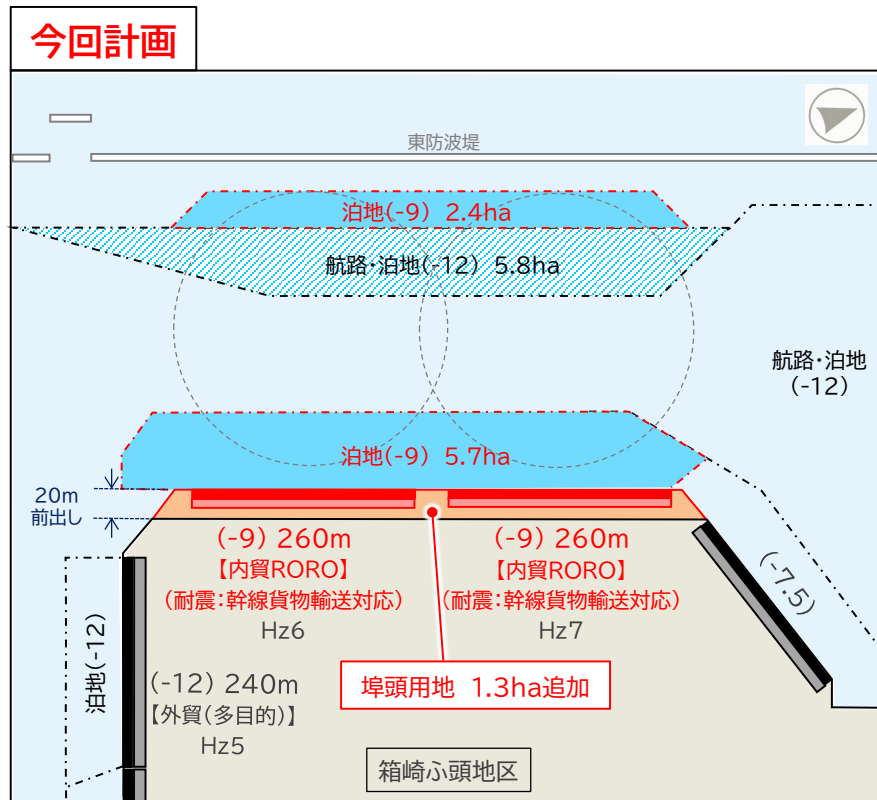 今回計画
東防波堤
泊地(-9) 2.4ha
航路・泊地(-12) 5.8ha
航路・泊地
(-12)
泊地(-9) 5.7ha
20m
前出し
(-9) 260m
【内貿RORO】
(耐震:幹線貨物輸送対応)
Hz6
(-9) 260m
【内貿RORO】
(耐震:幹線貨物輸送対応)
Hz7
(-7.5)
泊地(-12)
(-12) 240m
【外貿(多目的)】
Hz5
埠頭用地 1.3ha追加
箱崎ふ頭地区